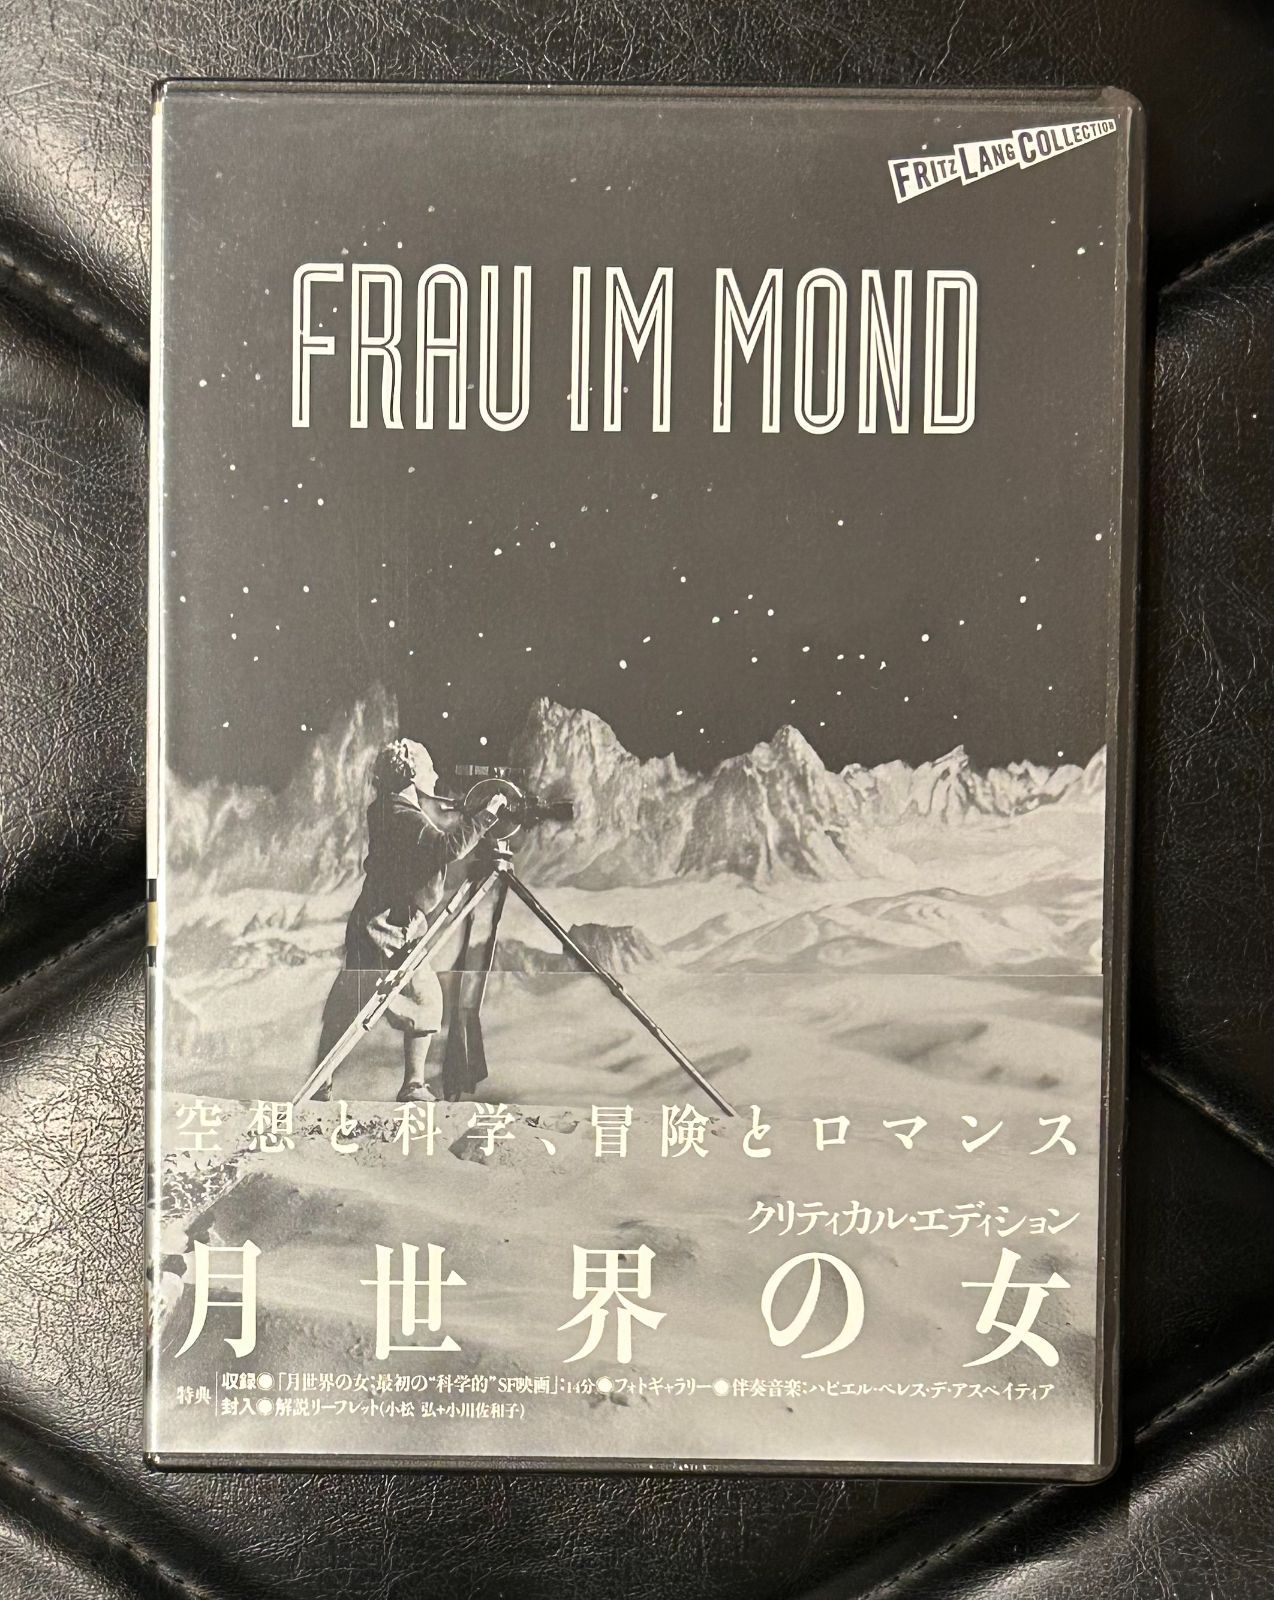 FRITZ LANG COLLECTION
FRAU IM MOND
空想と科学、冒険とロマンス
クリティカル・エディション
月世界の女
特典
収録◉「月世界の女:最初の“科学的”SF映画」:14分◉フォトギャラリー◉伴奏音楽:ハビエル・ペレス・デ・アスペイティア
封入◉解説リーフレット(小松 弘+小川佐和子)